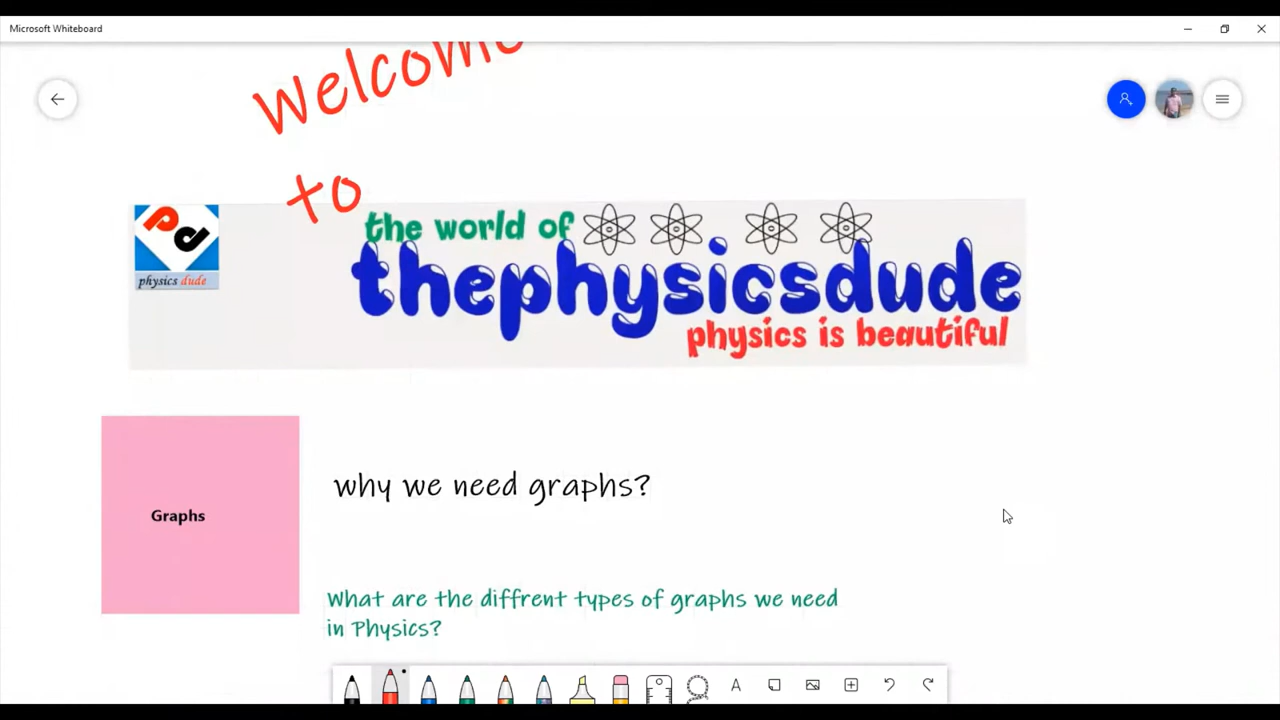 Microsoft Whiteboard
Welcome
to
the world of
thephysicsdude
physics is beautiful
Pd
physics dude
Graphs
why we need graphs?
What are the diffrent types of graphs we need
in Physics?
A